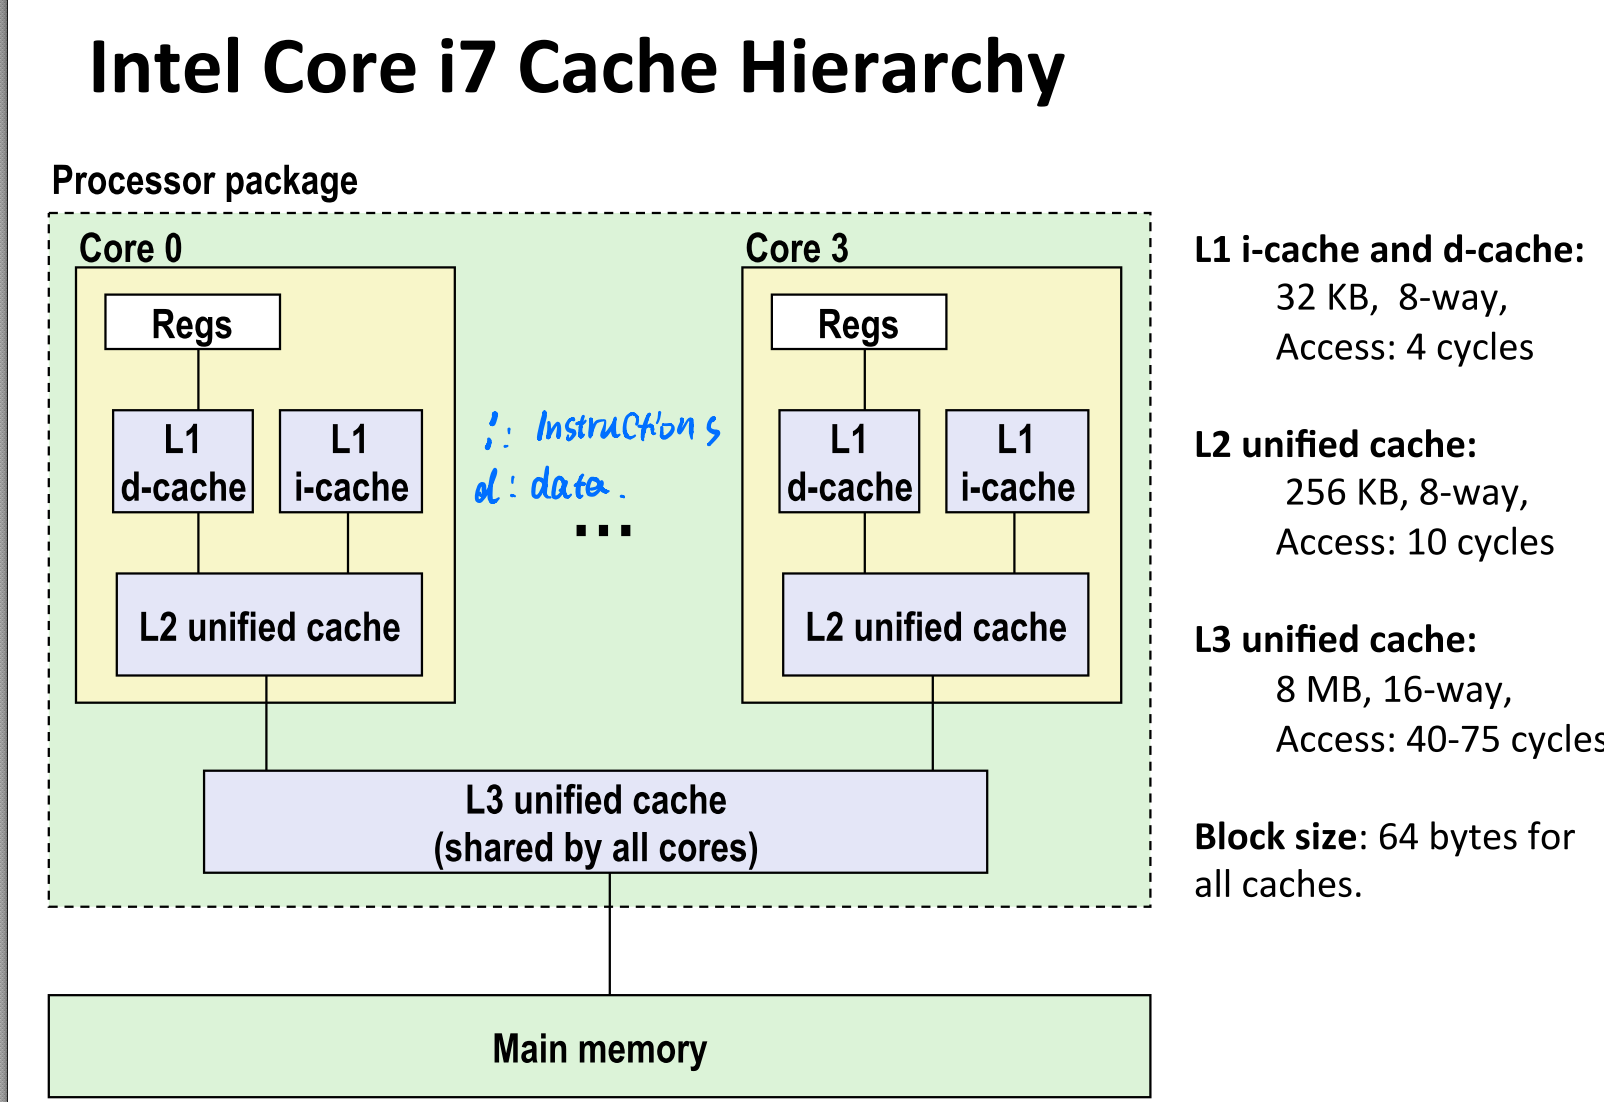 Intel Core i7 Cache Hierarchy
Processor package
Core 0
Regs
L1
d-cache
L1
i-cache
L2 unified cache
i: Instructions
d: data.
...
Core 3
Regs
L1
d-cache
L1
i-cache
L2 unified cache
L3 unified cache
(shared by all cores)
Main memory
L1 i-cache and d-cache:
32 KB, 8-way,
Access: 4 cycles
L2 unified cache:
256 KB, 8-way,
Access: 10 cycles
L3 unified cache:
8 MB, 16-way,
Access: 40-75 cycles
Block size: 64 bytes for
all caches.